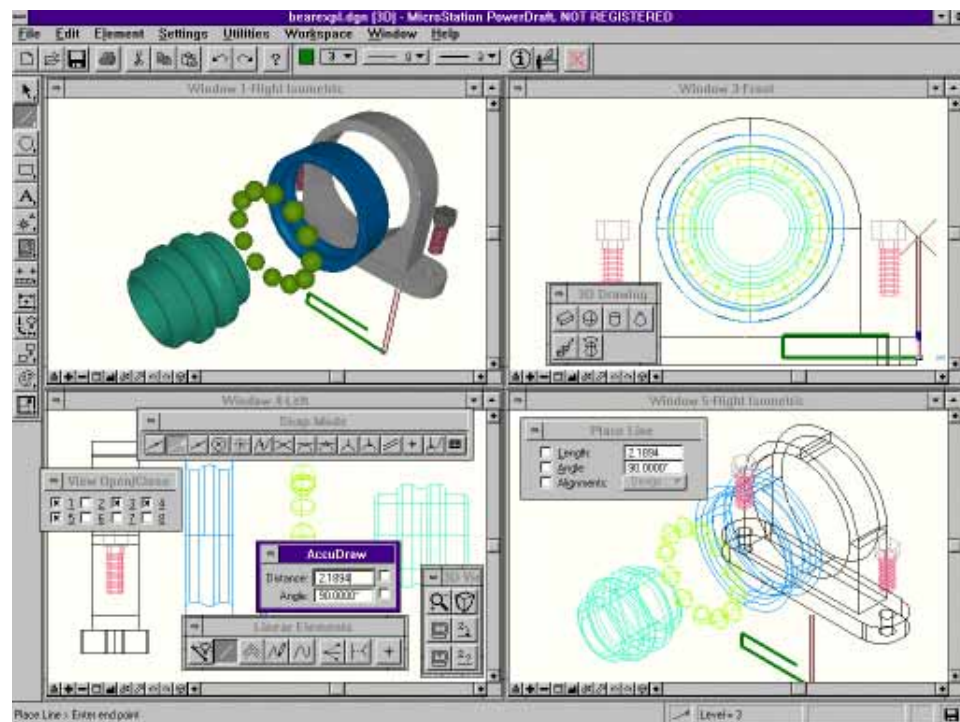 bearexpl.dgn (3D) - MicroStation PowerDraft, NOT REGISTERED
File Edit Element Settings Utilities Workspace Window Help
Window 1-Right Isometric
Window 3-Front
3D Drawing
Window 4-Left
Snap Mode
View Open/Close
1 2 3 4
5 6 7 8
AccuDraw
Distance: 2.1894
Angle: 90.0000°
Linear Elements
Window 5-Right Isometric
Place Line
Length: 2.1894
Angle: 90.0000°
Alignments:
Place Line > Enter end point
Level=3